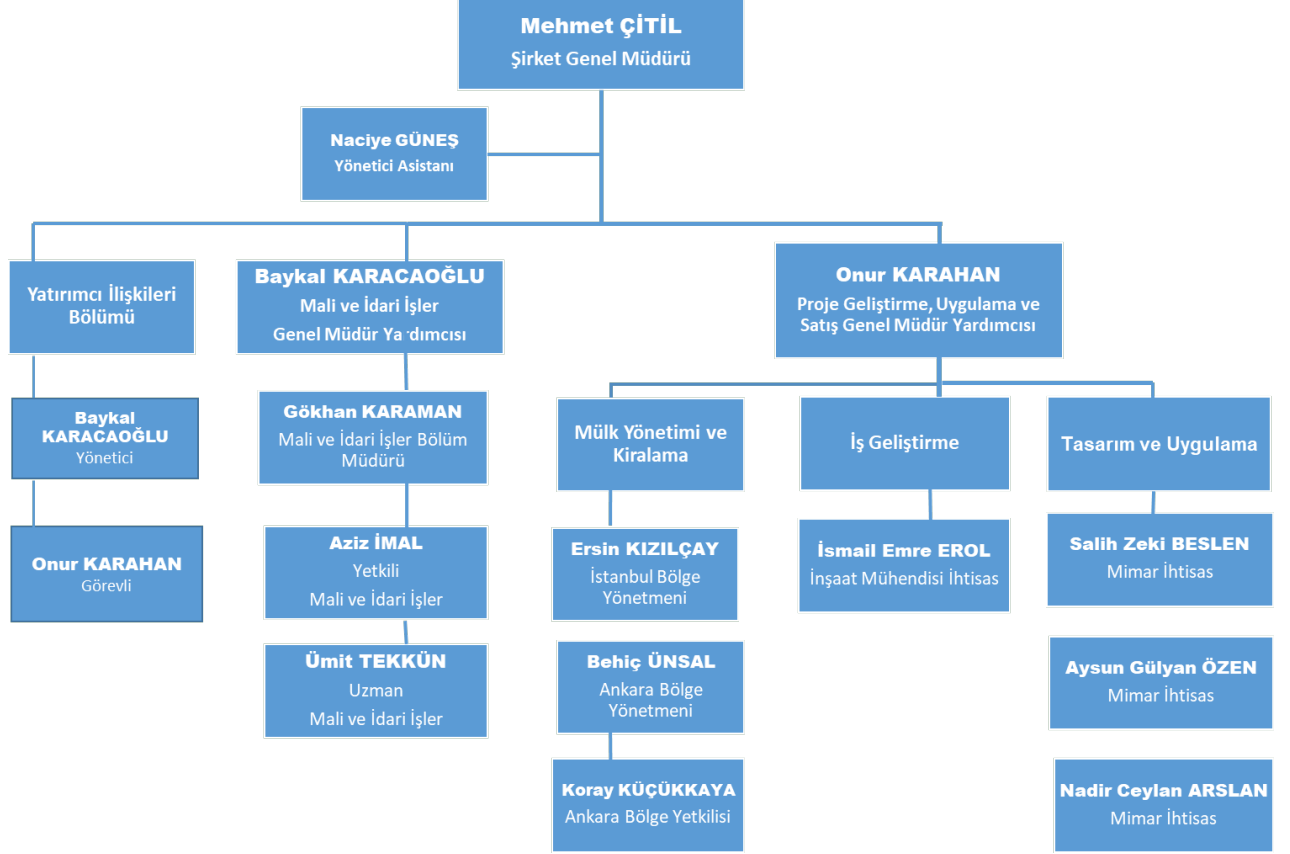 Mehmet ÇİTİL
Şirket Genel Müdürü
Naciye GÜNEŞ
Yönetici Asistanı
Yatırımcı İlişkileri
Bölümü
Baykal KARACAOĞLU
Mali ve İdari İşler
Genel Müdür Yardımcısı
Onur KARAHAN
Proje Geliştirme, Uygulama ve
Satış Genel Müdür Yardımcısı
Baykal
KARACAOĞLU
Yönetici
Onur KARAHAN
Görevli
Gökhan KARAMAN
Mali ve İdari İşler Bölüm
Müdürü
Aziz İMAL
Yetkili
Mali ve İdari İşler
Ümit TEKKÜN
Uzman
Mali ve İdari İşler
Mülk Yönetimi ve
Kiralama
Ersin KIZILÇAY
İstanbul Bölge
Yönetmeni
Behiç ÜNSAL
Ankara Bölge
Yönetmeni
Koray KÜÇÜKKAYA
Ankara Bölge Yetkilisi
İş Geliştirme
İsmail Emre EROL
İnşaat Mühendisi İhtisas
Tasarım ve Uygulama
Salih Zeki BESLEN
Mimar İhtisas
Aysun Gülyan ÖZEN
Mimar İhtisas
Nadir Ceylan ARSLAN
Mimar İhtisas